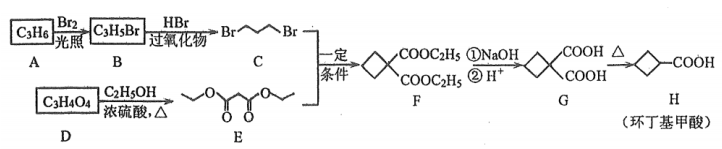 C3H6 Br2 光照 C3H5Br HBr 过氧化物 Br Br
A B C
一定 条件
COOC2H5 COOC2H5 ①NaOH ②H+ COOH COOH △ COOH
F G H
(环丁基甲酸)
C3H4O4 C2H5OH 浓硫酸,△ O O O O
D E